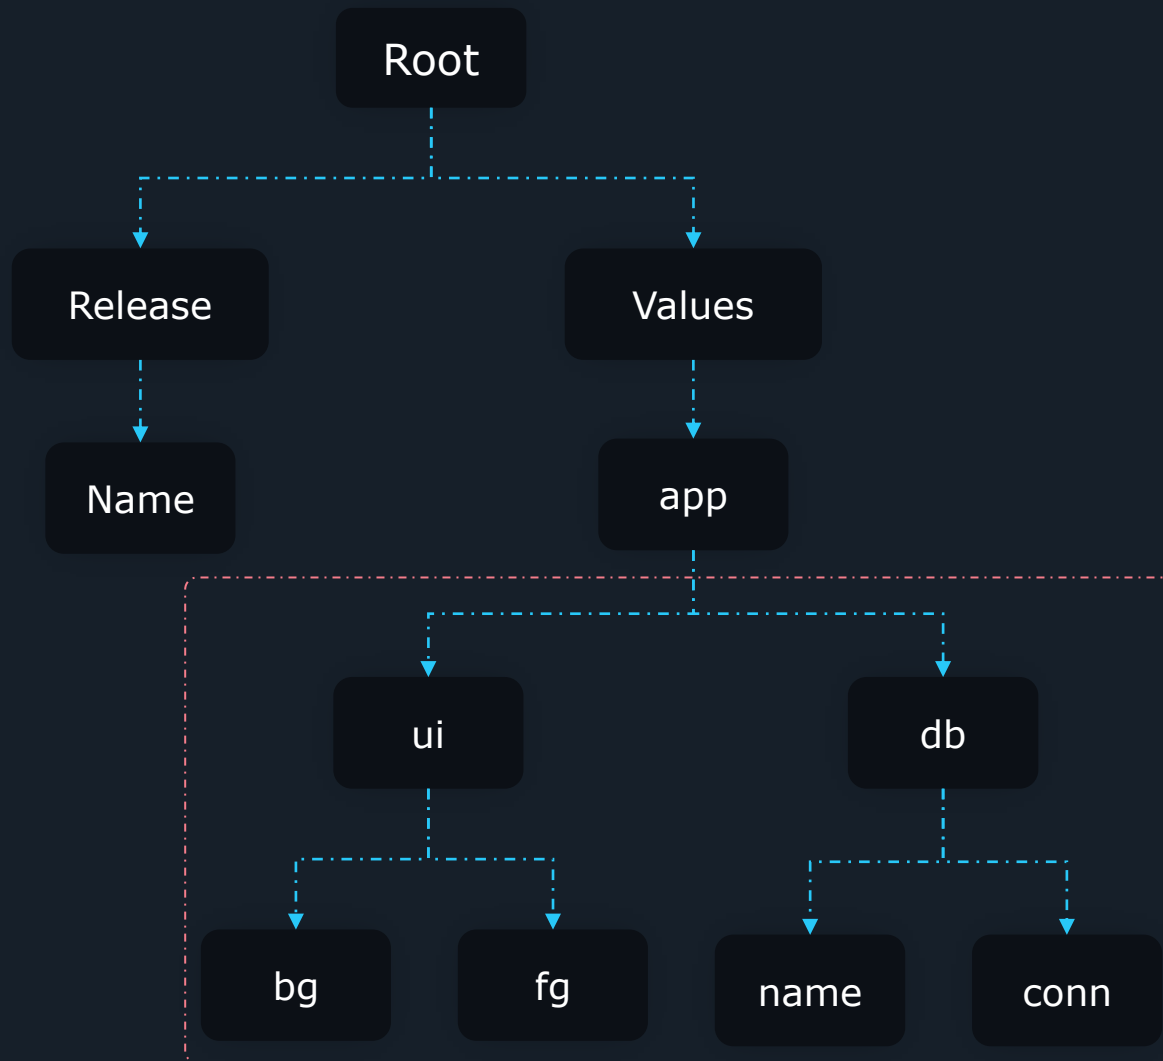 Root
Release
Values
Name
app
ui
db
bg
fg
name
conn